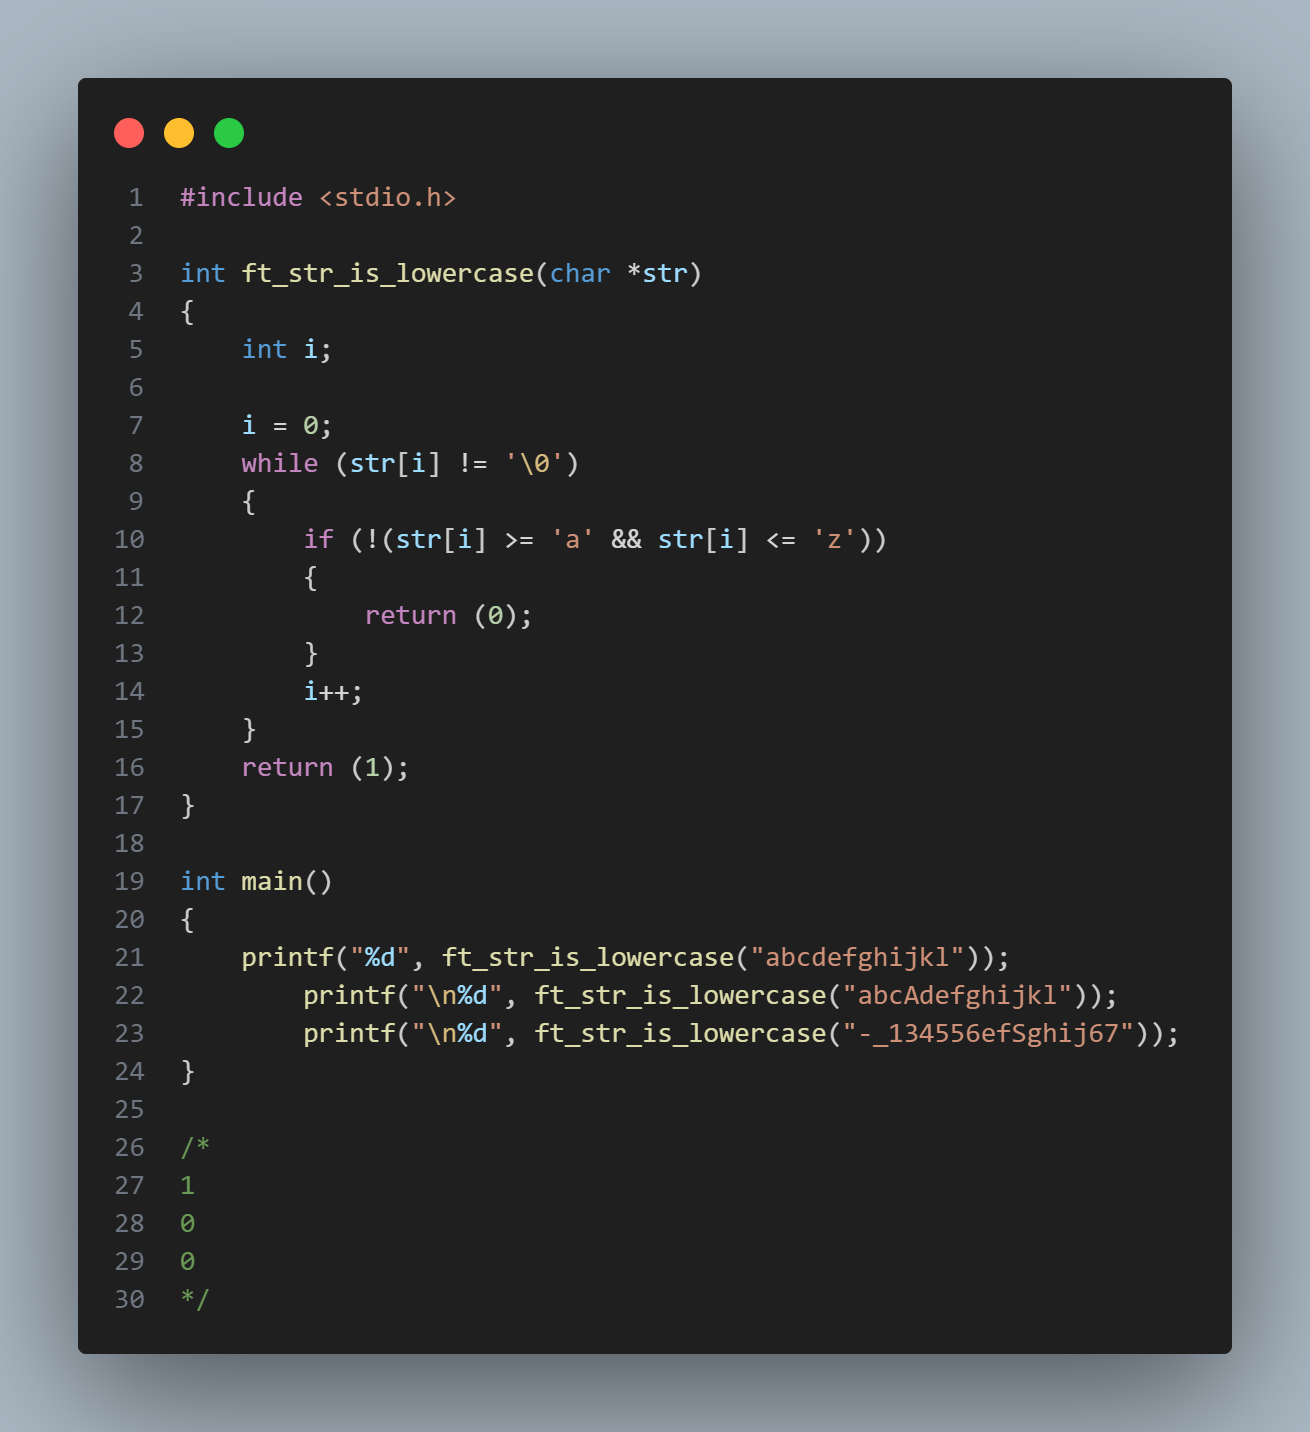 1 #include <stdio.h>
2
3 int ft_str_is_lowercase(char *str)
4 {
5     int i;
6
7     i = 0;
8     while (str[i] != '\0')
9     {
10         if (!(str[i] >= 'a' && str[i] <= 'z'))
11         {
12             return (0);
13         }
14         i++;
15     }
16     return (1);
17 }
18
19 int main()
20 {
21     printf("%d", ft_str_is_lowercase("abcdefghijkl"));
22         printf("\n%d", ft_str_is_lowercase("abcAdefghijkl"));
23         printf("\n%d", ft_str_is_lowercase("-_134556efSghij67"));
24 }
25
26 /*
27 1
28 0
29 0
30 */